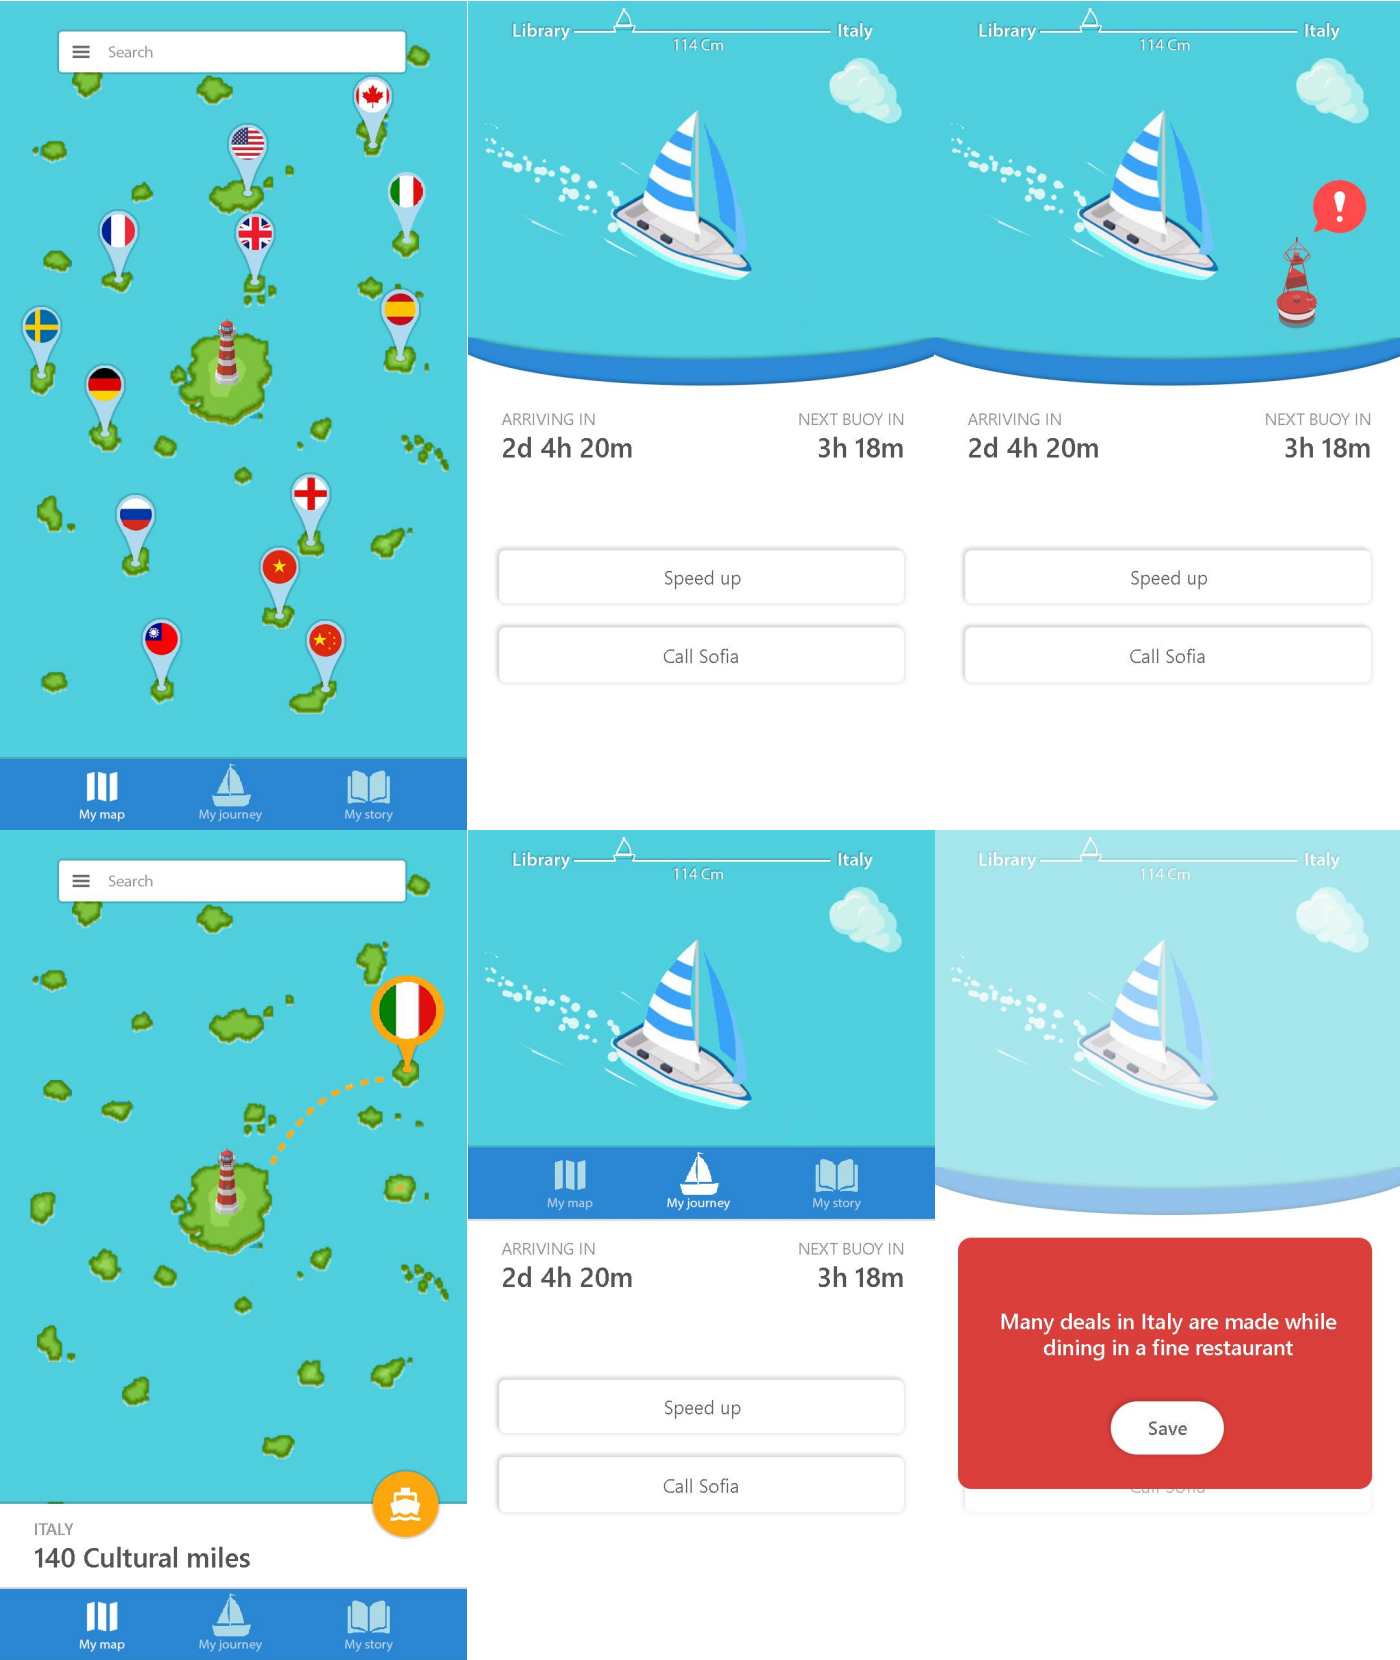 Search
My map
My journey
My story
Library
Italy
114 Cm
ARRIVING IN
NEXT BUOY IN
2d 4h 20m
3h 18m
Speed up
Call Sofia
Library
Italy
114 Cm
ARRIVING IN
NEXT BUOY IN
2d 4h 20m
3h 18m
Speed up
Call Sofia
Search
ITALY
140 Cultural miles
My map
My journey
My story
Library
Italy
114 Cm
My map
My journey
My story
ARRIVING IN
NEXT BUOY IN
2d 4h 20m
3h 18m
Speed up
Call Sofia
Library
Italy
114 Cm
Many deals in Italy are made while
dining in a fine restaurant
Save
Call Sofia